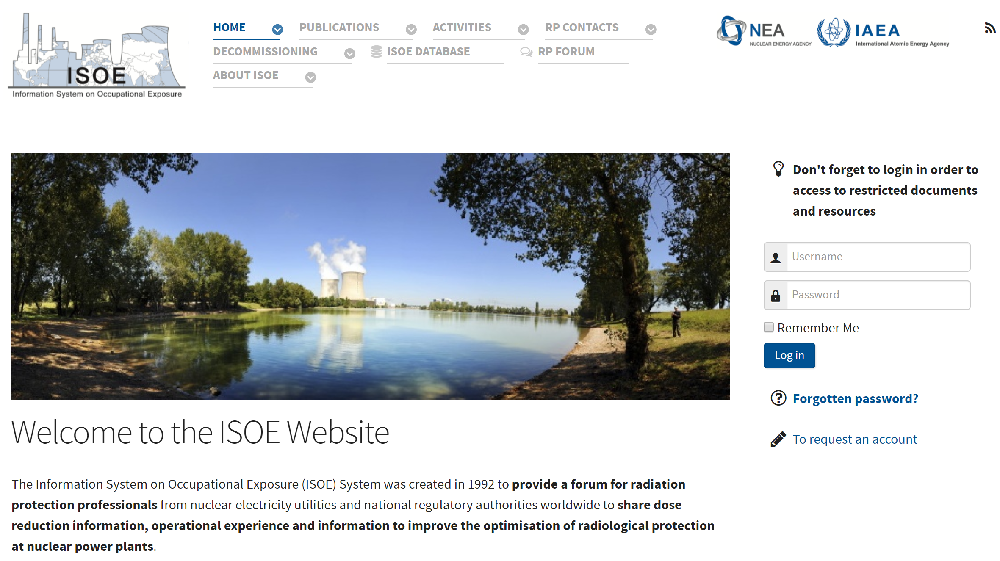 ISOE
Information System on Occupational Exposure
HOME PUBLICATIONS ACTIVITIES RP CONTACTS
DECOMMISSIONING ISOE DATABASE RP FORUM
ABOUT ISOE
NEA
NUCLEAR ENERGY AGENCY
IAEA
International Atomic Energy Agency
Don't forget to login in order to
access to restricted documents
and resources
Username
Password
Remember Me
Log in
Forgotten password?
To request an account
Welcome to the ISOE Website
The Information System on Occupational Exposure (ISOE) System was created in 1992 to provide a forum for radiation
protection professionals from nuclear electricity utilities and national regulatory authorities worldwide to share dose
reduction information, operational experience and information to improve the optimisation of radiological protection
at nuclear power plants.